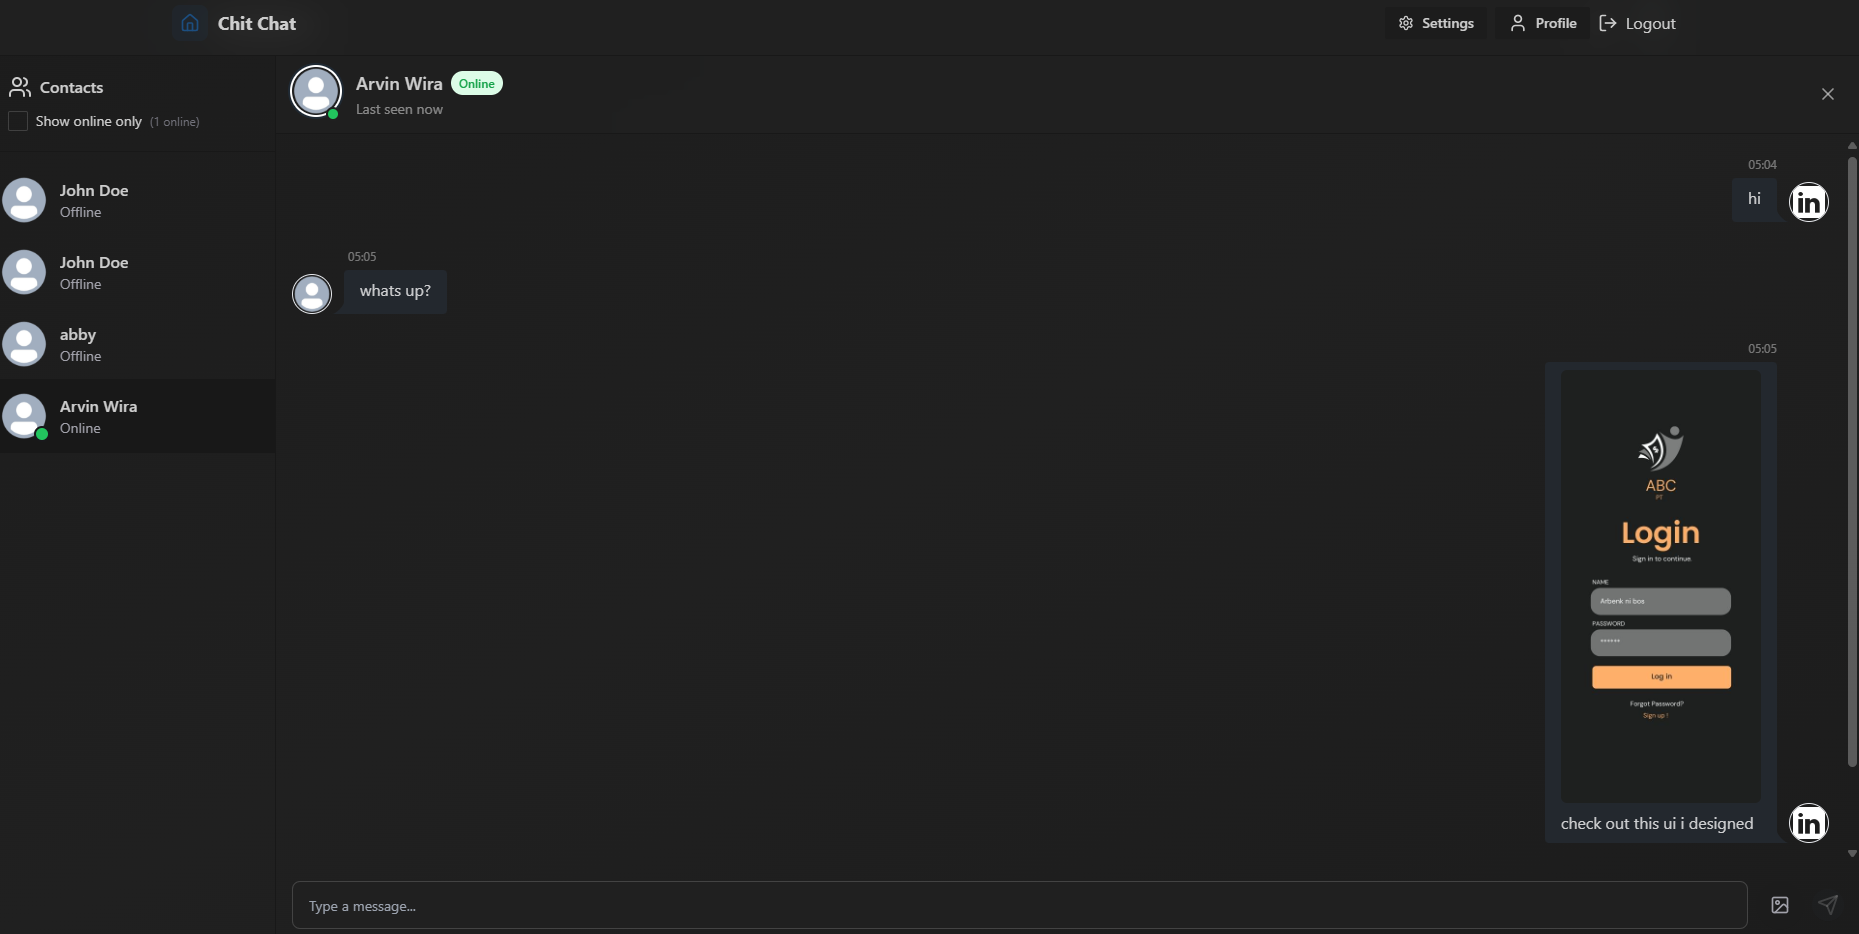 Chit Chat
Settings
Profile
Logout
Contacts
Show online only (1 online)
John Doe
Offline
John Doe
Offline
abby
Offline
Arvin Wira
Online
Arvin Wira Online
Last seen now
05:04
hi
in
05:05
whats up?
05:05
ABC
PT
Login
Sign in to continue.
NAME
Arbenk ni bos
PASSWORD
******
Log in
Forgot Password?
Sign up !
check out this ui i designed
in
Type a message...